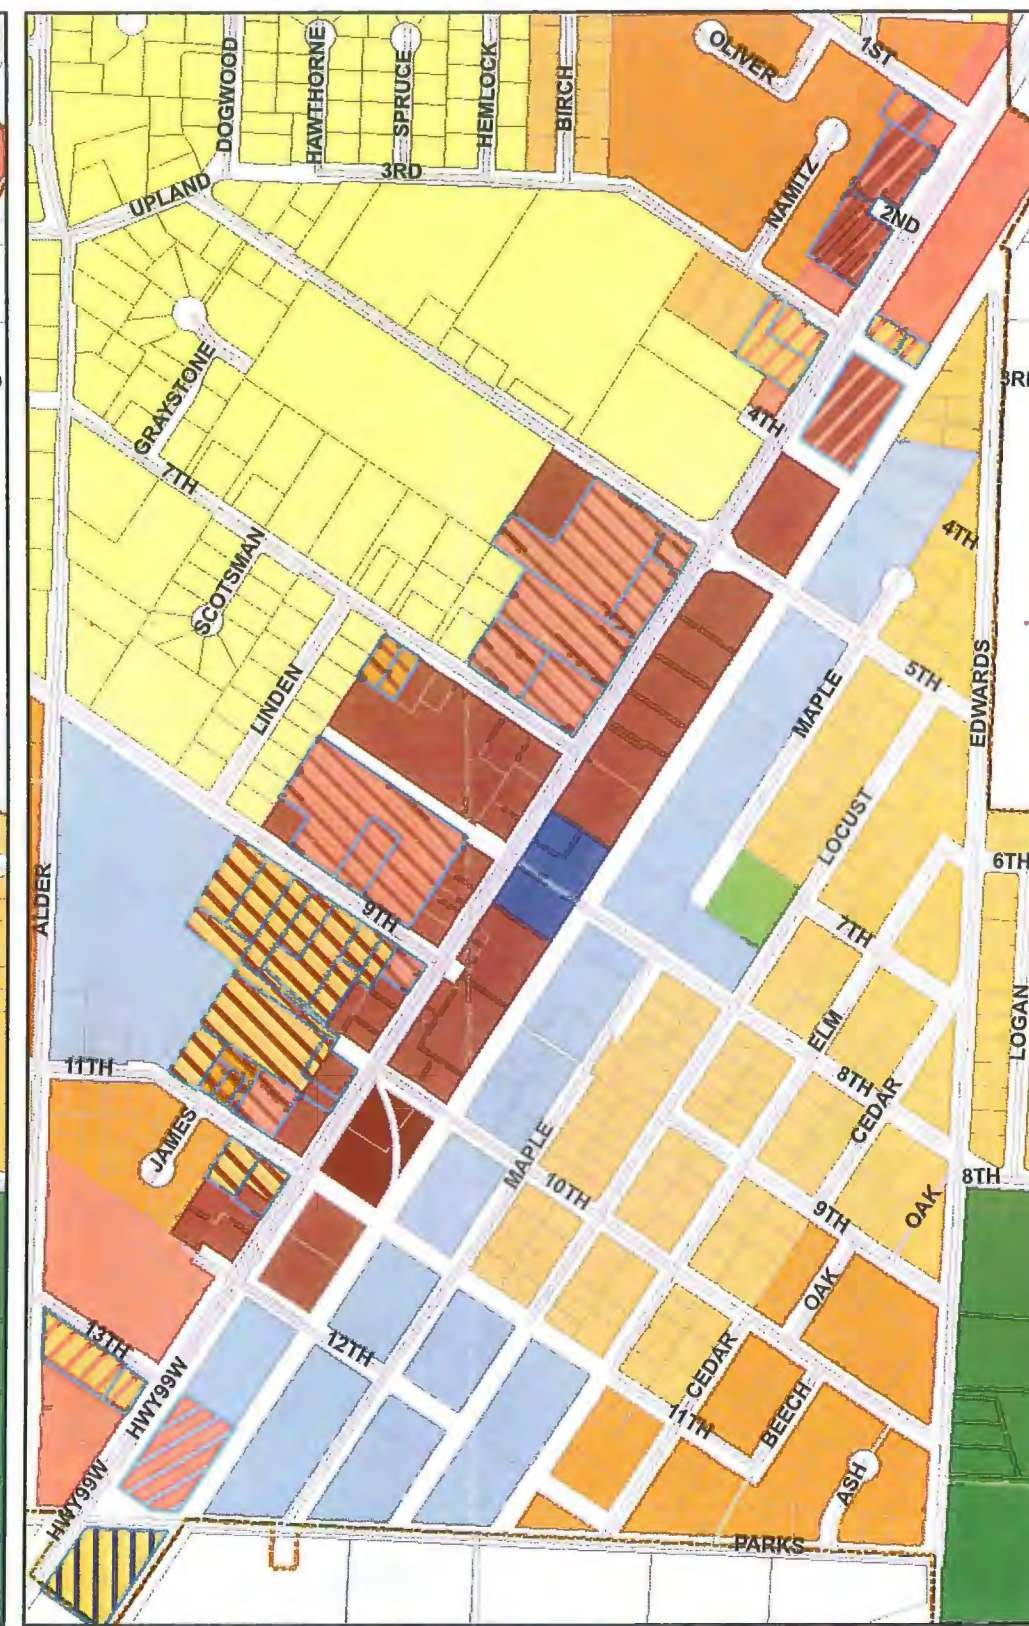 DOGWOOD
HAWTHORNE
SPRUCE
HEMLOCK
BIRCH
OLIVER
1ST
3RD
UPLAND
NAMITZ
2ND
GRAYSTONE
4TH
7TH
4TH
SCOTSMAN
LINDEN
MAPLE
5TH
EDWARDS
LOCUST
6TH
ALDER
9TH
7TH
ELM
LOGAN
11TH
8TH
CEDAR
JAMES
MAPLE
10TH
8TH
9TH
OAK
OAK
13TH
12TH
CEDAR
HWY99W
11TH
BEECH
HWY99W
ASH
PARKS